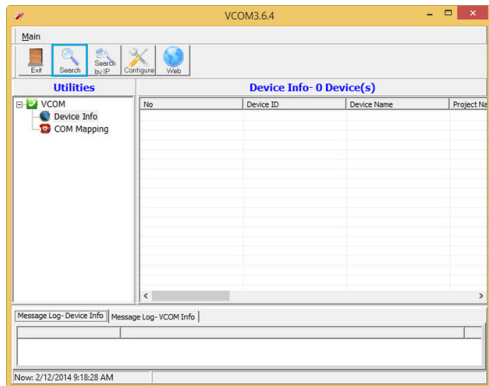 VCOM3.6.4
Main
Exit Search Search by IP Configure Web
Utilities
Device Info- 0 Device(s)
VCOM
Device Info
COM Mapping
No Device ID Device Name Project Na
Message Log- Device Info Message Log- VCOM Info
Now: 2/12/2014 9:18:28 AM